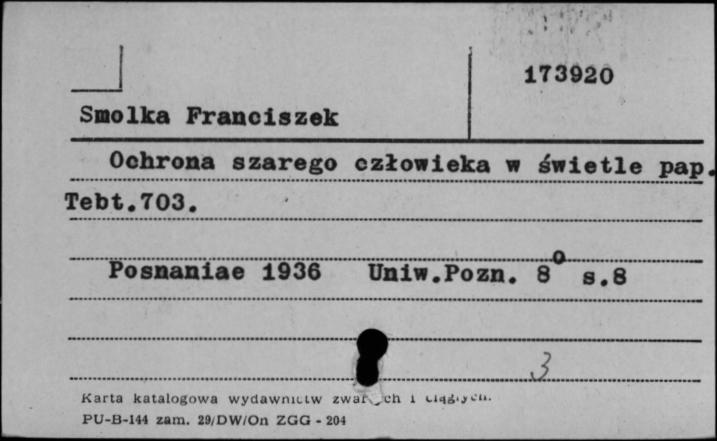 173920
Smolka Franciszek
Ochrona szarego człowieka w świetle pap.
Tebt.703.
Posnaniae 1936 Uniw.Pozn. 8° s.8
3
Karta katalogowa wydawnictw zwartych i ciągłych.
PU-B-144 zam. 29/DW/On ZGG - 204